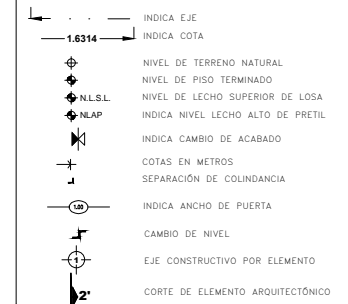 INDICA EJE
1.6314 INDICA COTA
NIVEL DE TERRENO NATURAL
NIVEL DE PISO TERMINADO
N.L.S.L. NIVEL DE LECHO SUPERIOR DE LOSA
NLAP INDICA NIVEL LECHO ALTO DE PRETIL
INDICA CAMBIO DE ACABADO
COTAS EN METROS
SEPARACIÓN DE COLINDANCIA
1.00 INDICA ANCHO DE PUERTA
CAMBIO DE NIVEL
1 EJE CONSTRUCTIVO POR ELEMENTO
2' CORTE DE ELEMENTO ARQUITECTÓNICO